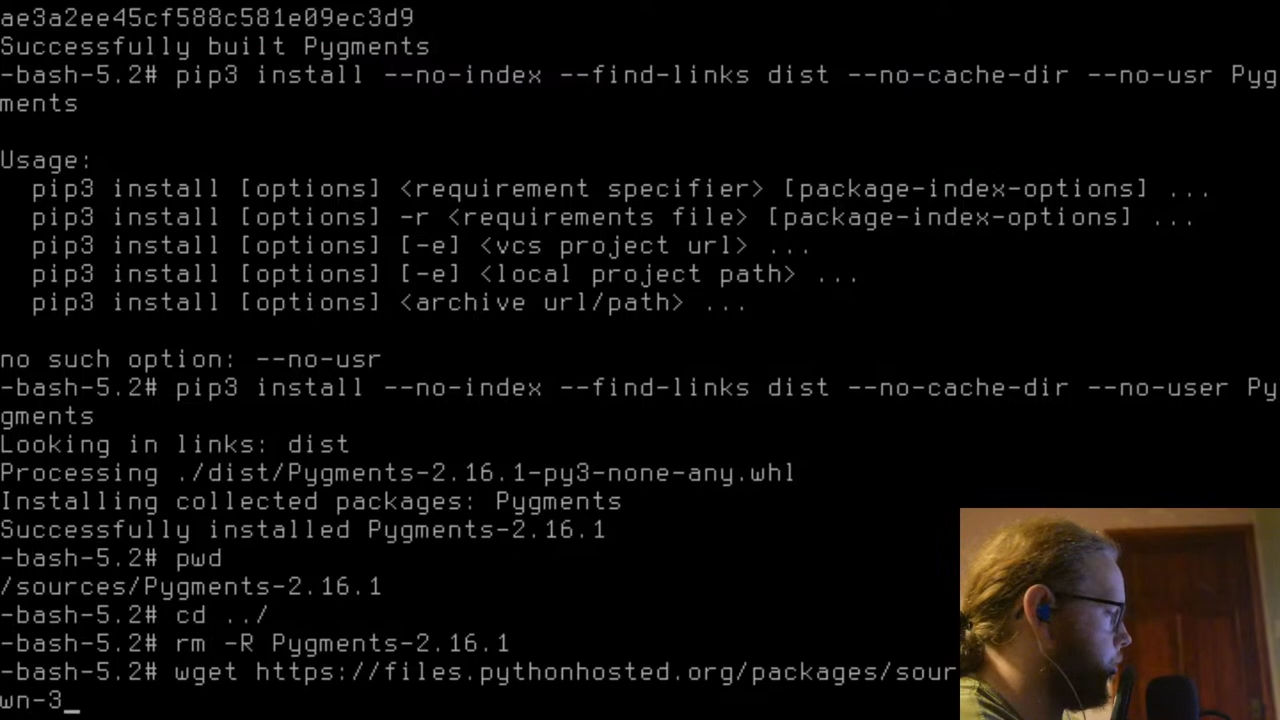 ae3a2ee45cf588c581e09ec3d9
Successfully built Pygments
-bash-5.2# pip3 install --no-index --find-links dist --no-cache-dir --no-usr Pyg
ments
Usage:
pip3 install [options] <requirement specifier> [package-index-options] ...
pip3 install [options] -r <requirements file> [package-index-options] ...
pip3 install [options] [-e] <vcs project url> ...
pip3 install [options] [-e] <local project path> ...
pip3 install [options] <archive url/path> ...
no such option: --no-usr
-bash-5.2# pip3 install --no-index --find-links dist --no-cache-dir --no-user Py
gments
Looking in links: dist
Processing ./dist/Pygments-2.16.1-py3-none-any.whl
Installing collected packages: Pygments
Successfully installed Pygments-2.16.1
-bash-5.2# pwd
/sources/Pygments-2.16.1
-bash-5.2# cd ../
-bash-5.2# rm -R Pygments-2.16.1
-bash-5.2# wget https://files.pythonhosted.org/packages/sour
wn-3_